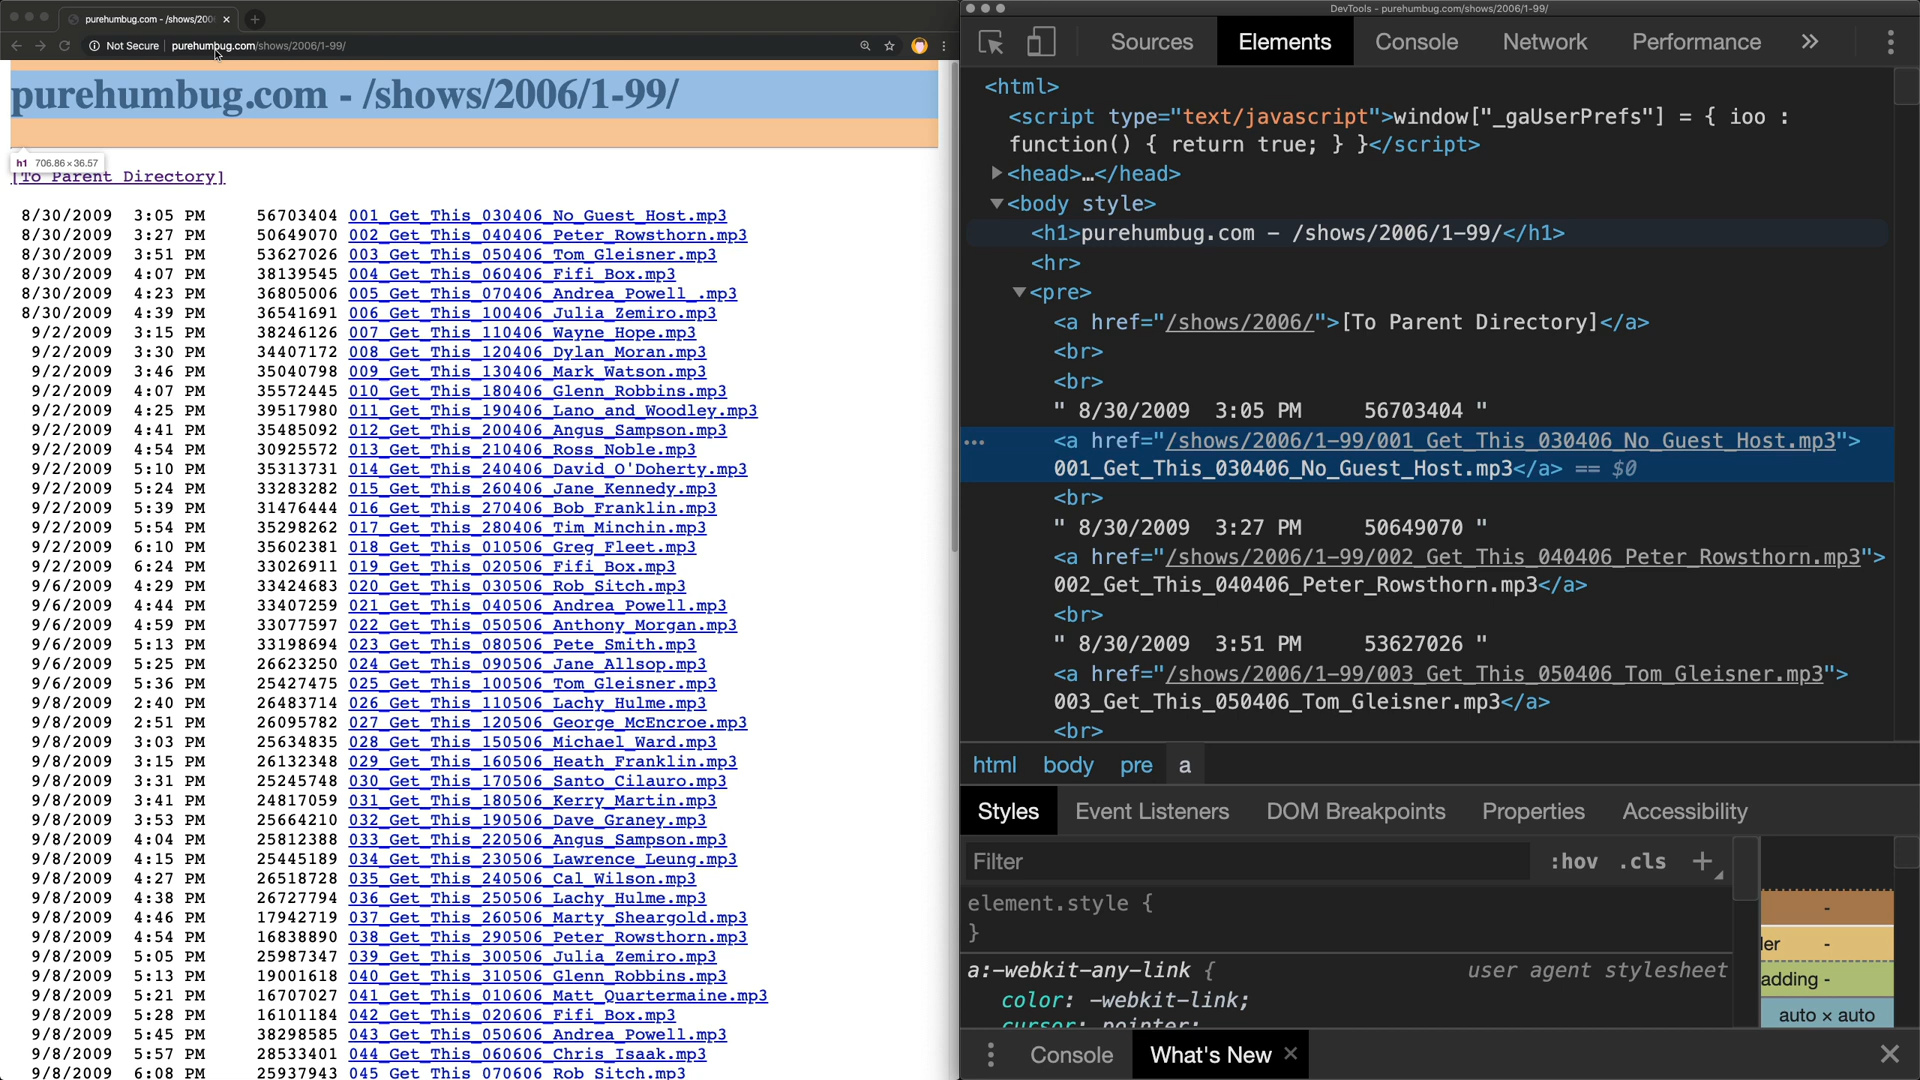 purehumbug.com - /shows/200
Not Secure | purehumbug.com/shows/2006/1-99/
purehumbug.com - /shows/2006/1-99/
h1 706.86×36.57
[To Parent Directory]
8/30/2009 3:05 PM 56703404 001_Get_This_030406_No_Guest_Host.mp3
8/30/2009 3:27 PM 50649070 002_Get_This_040406_Peter_Rowsthorn.mp3
8/30/2009 3:51 PM 53627026 003_Get_This_050406_Tom_Gleisner.mp3
8/30/2009 4:07 PM 38139545 004_Get_This_060406_Fifi_Box.mp3
8/30/2009 4:23 PM 36805006 005_Get_This_070406_Andrea_Powell_.mp3
8/30/2009 4:39 PM 36541691 006_Get_This_100406_Julia_Zemiro.mp3
9/2/2009 3:15 PM 38246126 007_Get_This_110406_Wayne_Hope.mp3
9/2/2009 3:30 PM 34407172 008_Get_This_120406_Dylan_Moran.mp3
9/2/2009 3:46 PM 35040798 009_Get_This_130406_Mark_Watson.mp3
9/2/2009 4:07 PM 35572445 010_Get_This_180406_Glenn_Robbins.mp3
9/2/2009 4:25 PM 39517980 011_Get_This_190406_Lano_and_Woodley.mp3
9/2/2009 4:41 PM 35485092 012_Get_This_200406_Angus_Sampson.mp3
9/2/2009 4:54 PM 30925572 013_Get_This_210406_Ross_Noble.mp3
9/2/2009 5:10 PM 35313731 014_Get_This_240406_David_O'Doherty.mp3
9/2/2009 5:24 PM 33283282 015_Get_This_260406_Jane_Kennedy.mp3
9/2/2009 5:39 PM 31476444 016_Get_This_270406_Bob_Franklin.mp3
9/2/2009 5:54 PM 35298262 017_Get_This_280406_Tim_Minchin.mp3
9/2/2009 6:10 PM 35602381 018_Get_This_010506_Greg_Fleet.mp3
9/2/2009 6:24 PM 33026911 019_Get_This_020506_Fifi_Box.mp3
9/6/2009 4:29 PM 33424683 020_Get_This_030506_Rob_Sitch.mp3
9/6/2009 4:44 PM 33407259 021_Get_This_040506_Andrea_Powell.mp3
9/6/2009 4:59 PM 33077597 022_Get_This_050506_Anthony_Morgan.mp3
9/6/2009 5:13 PM 33198694 023_Get_This_080506_Pete_Smith.mp3
9/6/2009 5:25 PM 26623250 024_Get_This_090506_Jane_Allsop.mp3
9/6/2009 5:36 PM 25427475 025_Get_This_100506_Tom_Gleisner.mp3
9/8/2009 2:40 PM 26483714 026_Get_This_110506_Lachy_Hulme.mp3
9/8/2009 2:51 PM 26095782 027_Get_This_120506_George_McEncroe.mp3
9/8/2009 3:03 PM 25634835 028_Get_This_150506_Michael_Ward.mp3
9/8/2009 3:15 PM 26132348 029_Get_This_160506_Heath_Franklin.mp3
9/8/2009 3:31 PM 25245748 030_Get_This_170506_Santo_Cilauro.mp3
9/8/2009 3:41 PM 24817059 031_Get_This_180506_Kerry_Martin.mp3
9/8/2009 3:53 PM 25664210 032_Get_This_190506_Dave_Graney.mp3
9/8/2009 4:04 PM 25812388 033_Get_This_220506_Angus_Sampson.mp3
9/8/2009 4:15 PM 25445189 034_Get_This_230506_Lawrence_Leung.mp3
9/8/2009 4:27 PM 26518728 035_Get_This_240506_Cal_Wilson.mp3
9/8/2009 4:38 PM 26727794 036_Get_This_250506_Lachy_Hulme.mp3
9/8/2009 4:46 PM 17942719 037_Get_This_260506_Marty_Sheargold.mp3
9/8/2009 4:54 PM 16838890 038_Get_This_290506_Peter_Rowsthorn.mp3
9/8/2009 5:05 PM 25987347 039_Get_This_300506_Julia_Zemiro.mp3
9/8/2009 5:13 PM 19001618 040_Get_This_310506_Glenn_Robbins.mp3
9/8/2009 5:21 PM 16707027 041_Get_This_010606_Matt_Quartermaine.mp3
9/8/2009 5:28 PM 16101184 042_Get_This_020606_Fifi_Box.mp3
9/8/2009 5:45 PM 38298585 043_Get_This_050606_Andrea_Powell.mp3
9/8/2009 5:57 PM 28533401 044_Get_This_060606_Chris_Isaak.mp3
9/8/2009 6:08 PM 25937943 045_Get_This_070606_Rob_Sitch.mp3
DevTools - purehumbug.com/shows/2006/1-99/
Sources Elements Console Network Performance »
<html>
<script type="text/javascript">window["_gaUserPrefs"] = { ioo :
function() { return true; } }</script>
<head>…</head>
<body style>
<h1>purehumbug.com – /shows/2006/1-99/</h1>
<hr>
<pre>
<a href="/shows/2006/">[To Parent Directory]</a>
<br>
<br>
" 8/30/2009 3:05 PM 56703404 "
<a href="/shows/2006/1-99/001_Get_This_030406_No_Guest_Host.mp3">
001_Get_This_030406_No_Guest_Host.mp3</a> == $0
<br>
" 8/30/2009 3:27 PM 50649070 "
<a href="/shows/2006/1-99/002_Get_This_040406_Peter_Rowsthorn.mp3">
002_Get_This_040406_Peter_Rowsthorn.mp3</a>
<br>
" 8/30/2009 3:51 PM 53627026 "
<a href="/shows/2006/1-99/003_Get_This_050406_Tom_Gleisner.mp3">
003_Get_This_050406_Tom_Gleisner.mp3</a>
<br>
html body pre a
Styles Event Listeners DOM Breakpoints Properties Accessibility
Filter :hov .cls +
element.style {
}
a:-webkit-any-link { user agent stylesheet
color: -webkit-link;
cursor: pointer;
-
ler -
adding -
auto × auto
Console What's New ×